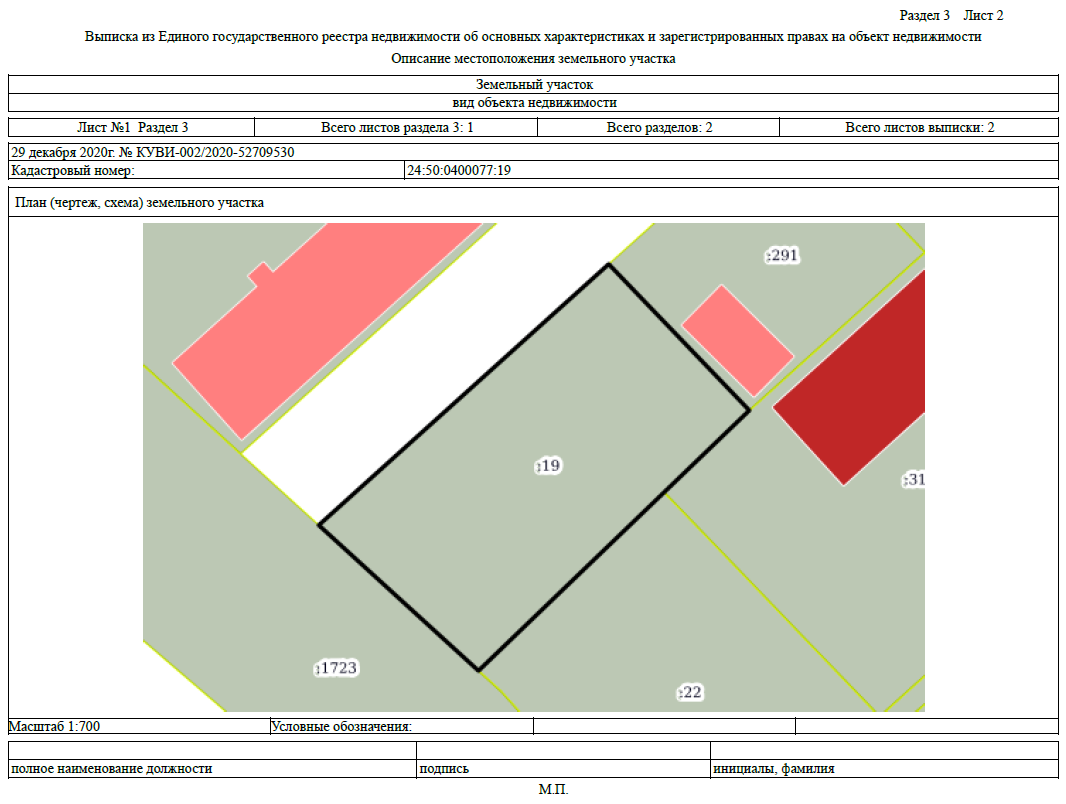 Раздел 3 Лист 2
Выписка из Единого государственного реестра недвижимости об основных характеристиках и зарегистрированных правах на объект недвижимости
Описание местоположения земельного участка
Земельный участок
вид объекта недвижимости
Лист №1 Раздел 3 Всего листов раздела 3: 1 Всего разделов: 2 Всего листов выписки: 2
29 декабря 2020г. № КУВИ-002/2020-52709530
Кадастровый номер: 24:50:0400077:19
План (чертеж, схема) земельного участка
:291
:19
:31
:1723
:22
Масштаб 1:700 Условные обозначения:
полное наименование должности подпись инициалы, фамилия
М.П.